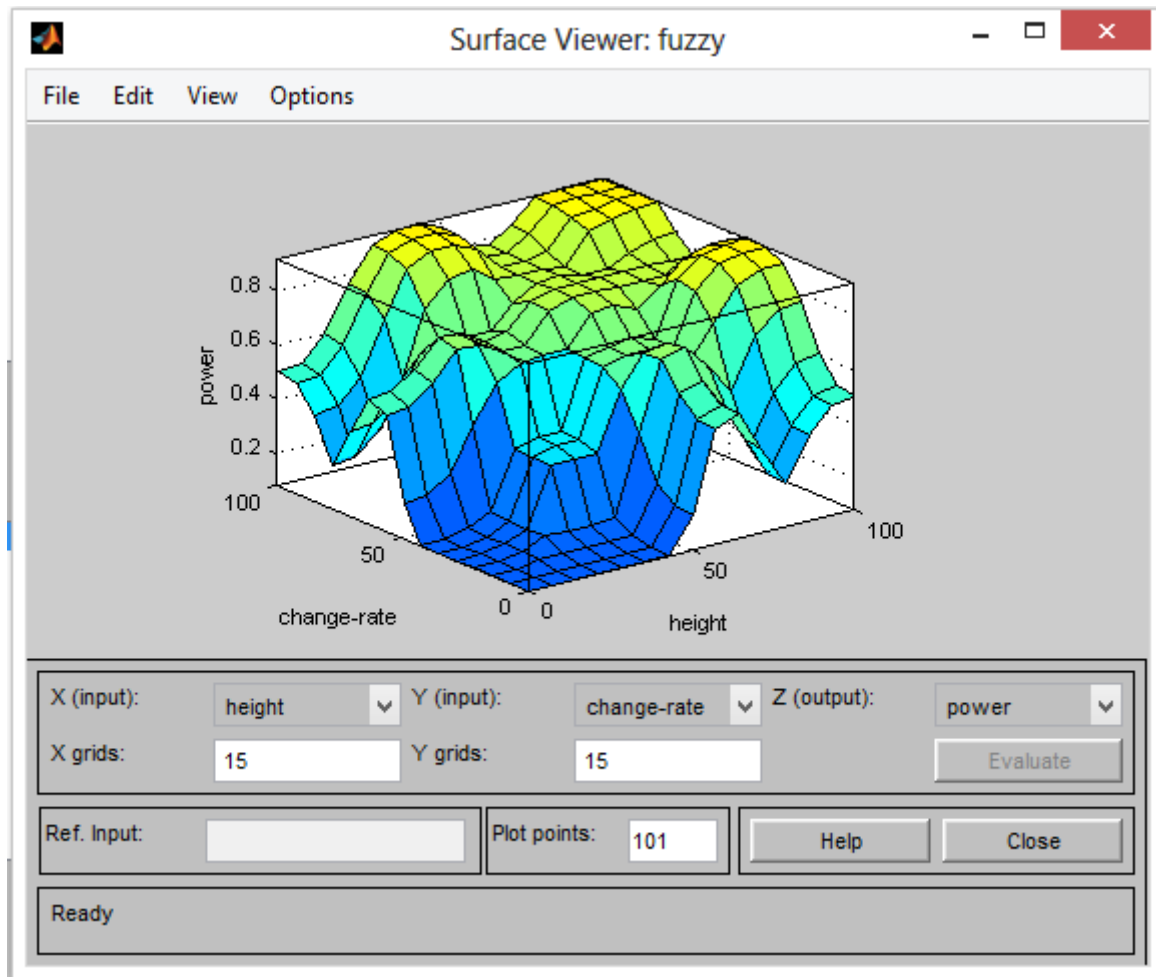 Surface Viewer: fuzzy
File Edit View Options
0.8
0.6
0.4
0.2
power
100
50
0
change-rate
0
50
100
height
X (input): height Y (input): change-rate Z (output): power
X grids: 15 Y grids: 15 Evaluate
Ref. Input: Plot points: 101 Help Close
Ready